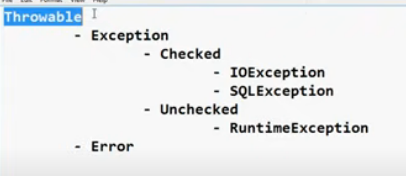 Throwable
- Exception
- Checked
- IOException
- SQLException
- Unchecked
- RuntimeException
- Error